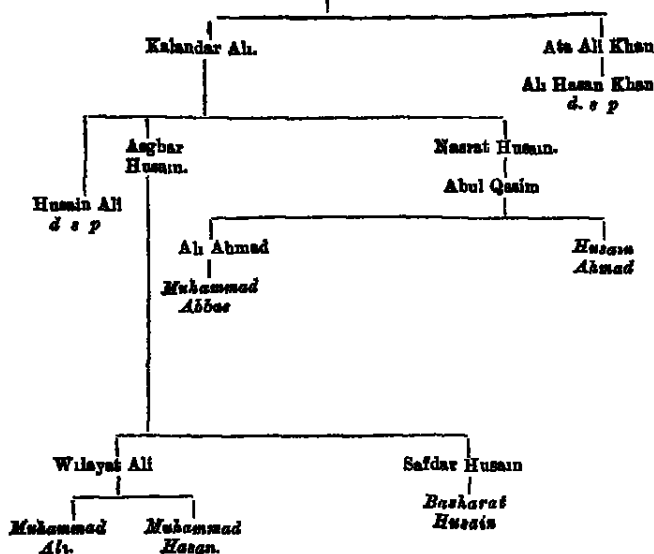 Kalandar Ali.
Ata Ali Khan
Ali Hasan Khan
d. s p
Asghar
Husain.
Nasrat Husain.
Abul Qasim
Husain Ali
d s p
Ali Ahmad
Husain
Ahmad
Muhammad
Abbas
Wilayat Ali
Safdar Husain
Basharat
Husain
Muhammad
Ali.
Muhammad
Hasan.